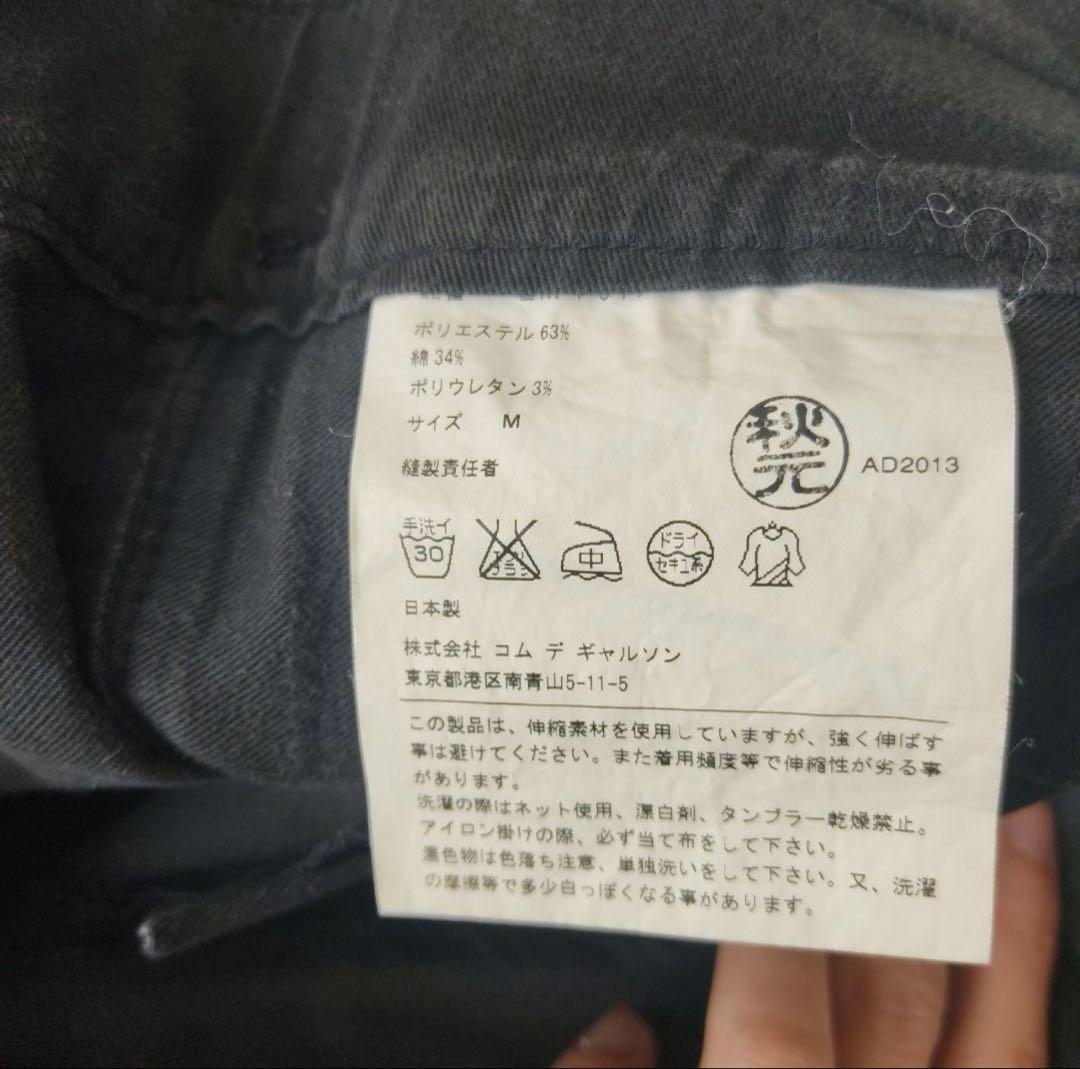 ポリエステル 63%
綿 34%
ポリウレタン 3%
サイズ M
縫製責任者
秋元
AD2013
手洗イ
30
エンソサラシ
中
ドライ
セキユ系
日本製
株式会社 コム デ ギャルソン
東京都港区南青山5-11-5
この製品は、伸縮素材を使用していますが、強く伸ばす
事は避けてください。また着用頻度等で伸縮性が劣る事
があります。
洗濯の際はネット使用、漂白剤、タンブラー乾燥禁止。
アイロン掛けの際、必ず当て布をして下さい。
濃色物は色落ち注意、単独洗いをして下さい。又、洗濯
の摩擦等で多少白っぽくなる事があります。